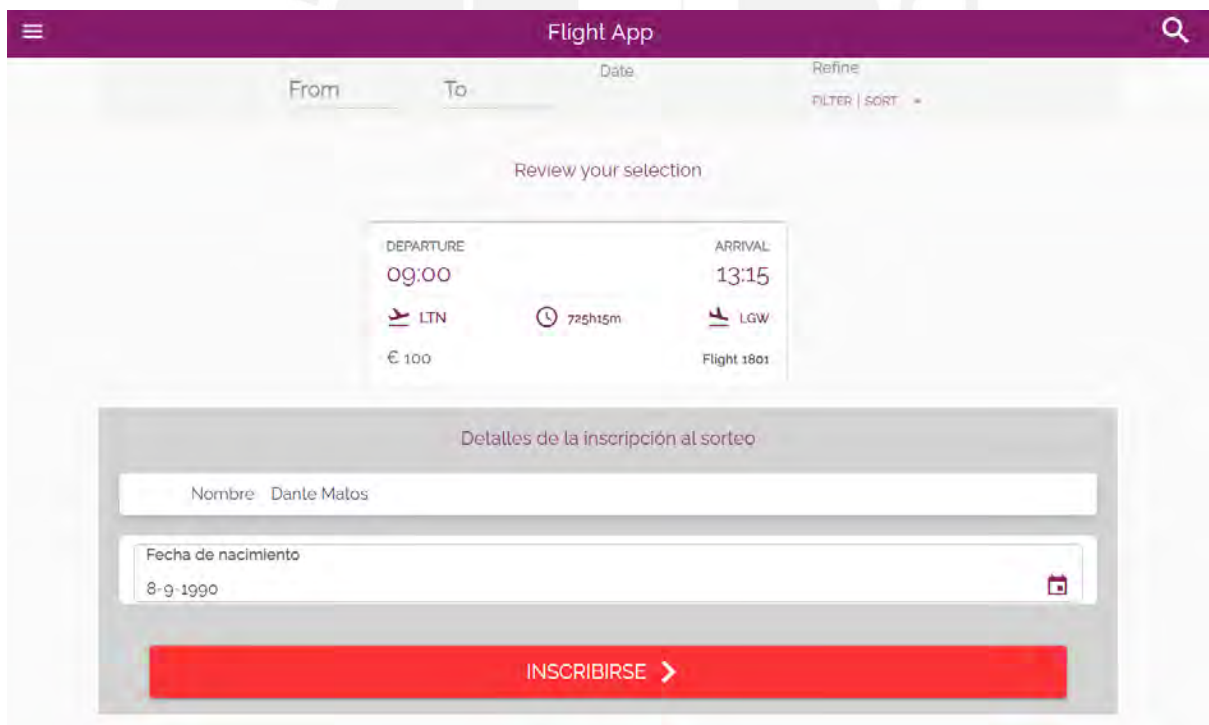 Flight App
From To Date Refine
FILTER | SORT
Review your selection
DEPARTURE ARRIVAL
09:00 13:15
LTN 725h15m LGW
€ 100 Flight 1801
Detalles de la inscripción al sorteo
Nombre Dante Matos
Fecha de nacimiento
8-9-1990
INSCRIBIRSE